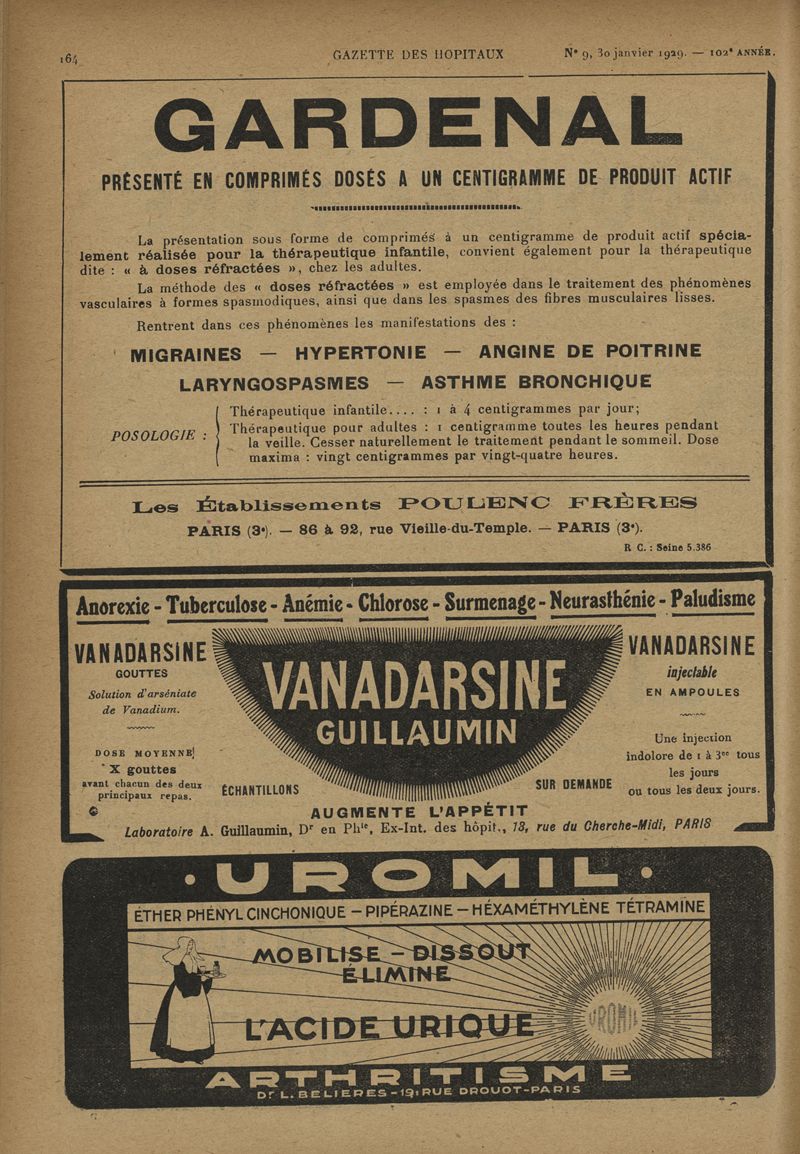 164
GAZETTE DES HOPITAUX
N° 9, 30 janvier 1929. — 102e ANNÉE.
GARDENAL
PRÉSENTÉ EN COMPRIMÉS DOSÉS A UN CENTIGRAMME DE PRODUIT ACTIF
La présentation sous forme de comprimés à un centigramme de produit actif spécia-
lement réalisée pour la thérapeutique infantile, convient également pour la thérapeutique
dite : « à doses réfractées », chez les adultes.
La méthode des « doses réfractées » est employée dans le traitement des phénomènes
vasculaires à formes spasmodiques, ainsi que dans les spasmes des fibres musculaires lisses.
Rentrent dans ces phénomènes les manifestations des :
MIGRAINES — HYPERTONIE — ANGINE DE POITRINE
LARYNGOSPASMES — ASTHME BRONCHIQUE
POSOLOGIE :
Thérapeutique infantile.... : 1 à 4 centigrammes par jour;
Thérapeutique pour adultes : 1 centigramme toutes les heures pendant
la veille. Cesser naturellement le traitement pendant le sommeil. Dose
maxima : vingt centigrammes par vingt-quatre heures.
Les Établissements POULENC FRÈRES
PARIS (3e). — 86 à 92, rue Vieille-du-Temple. — PARIS (3e).
R C. : Seine 5.386
Anorexie - Tuberculose - Anémie - Chlorose - Surmenage - Neurasthénie - Paludisme
VANADARSINE
GOUTTES
Solution d'arséniate
de Vanadium.
DOSE MOYENNE
X gouttes
avant chacun des deux
principaux repas.
VANADARSINE
GUILLAUMIN
ÉCHANTILLONS
SUR DEMANDE
VANADARSINE
injectable
EN AMPOULES
Une injection
indolore de 1 à 3cc tous
les jours
ou tous les deux jours.
AUGMENTE L'APPÉTIT
Laboratoire A. Guillaumin, Dr en Phie, Ex-Int. des hôpit., 13, rue du Cherche-Midi, PARIS
• UROMIL •
ÉTHER PHÉNYL CINCHONIQUE — PIPÉRAZINE — HÉXAMÉTHYLÈNE TÉTRAMINE
MOBILISE — DISSOUT
ÉLIMINE
L'ACIDE URIQUE
UROMIL
ARTHRITISME
Dr L. BELIERES - 19, RUE DROUOT - PARIS